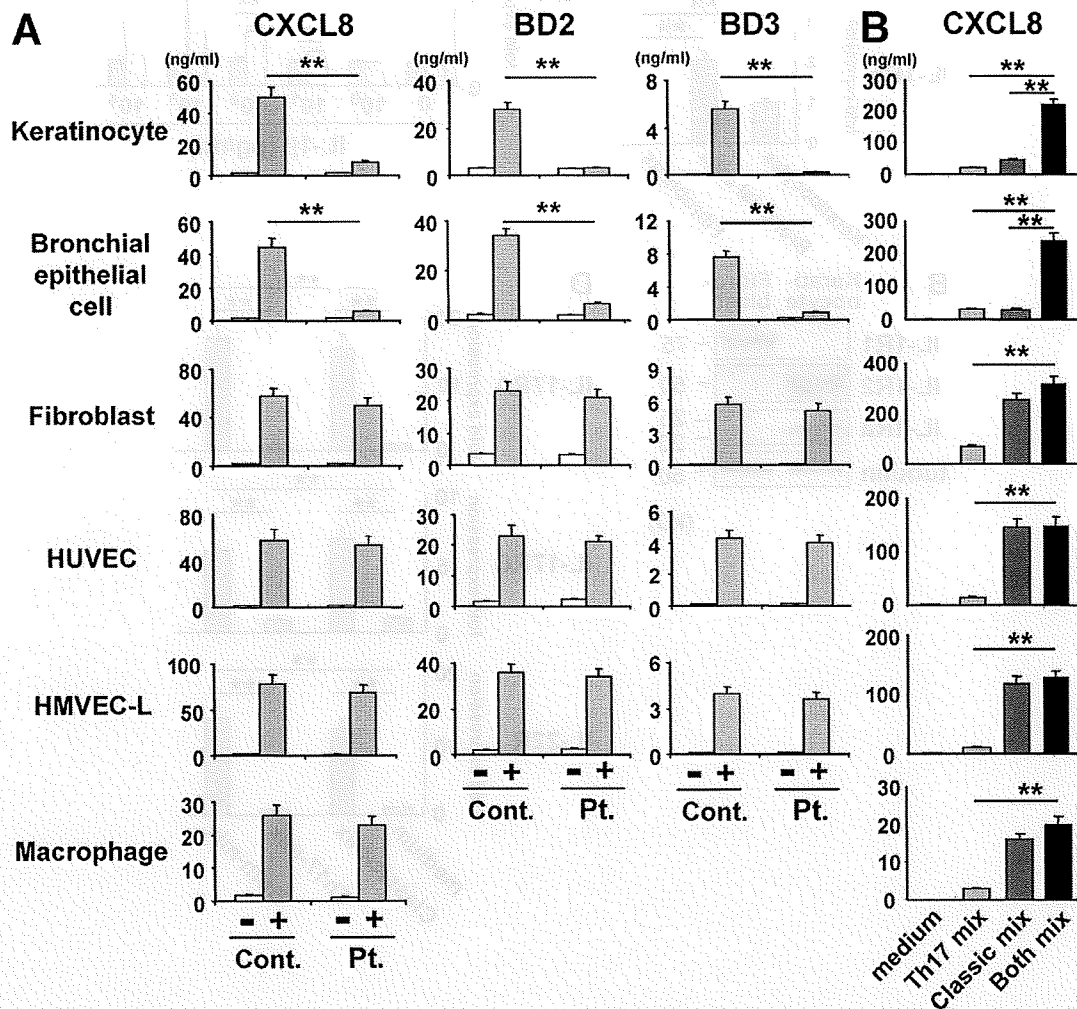 A CXCL8 BD2 BD3 B CXCL8
(ng/ml) (ng/ml) (ng/ml) (ng/ml)
Keratinocyte
60 40 20 0 **
40 20 0 **
8 6 4 2 0 **
300 200 100 0 ** **
Bronchial
epithelial
cell
60 40 20 0 **
40 20 0 **
12 9 6 3 0 **
300 200 100 0 ** **
Fibroblast
80 40 0
30 20 10 0
9 6 3 0
400 200 0 **
HUVEC
80 40 0
30 20 10 0
6 4 2 0
200 100 0 **
HMVEC-L
100 50 0
40 20 0
6 4 2 0
200 100 0 **
- + - + - + - +
Cont. Pt. Cont. Pt.
Macrophage
30 20 10 0
30 20 10 0 **
- + - +
Cont. Pt.
medium Th17 mix Classic mix Both mix